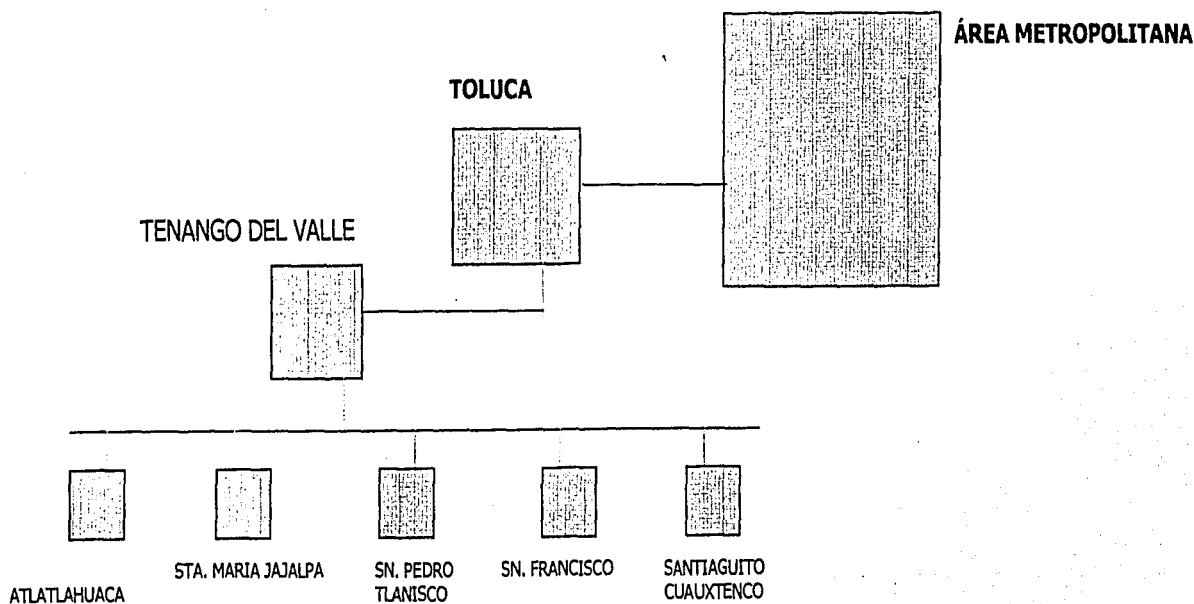 ÁREA METROPOLITANA
TOLUCA
TENANGO DEL VALLE
ATLATLAHUACA
STA. MARIA JAJALPA
SN. PEDRO
TLANISCO
SN. FRANCISCO
SANTIAGUITO
CUAUXTENCO